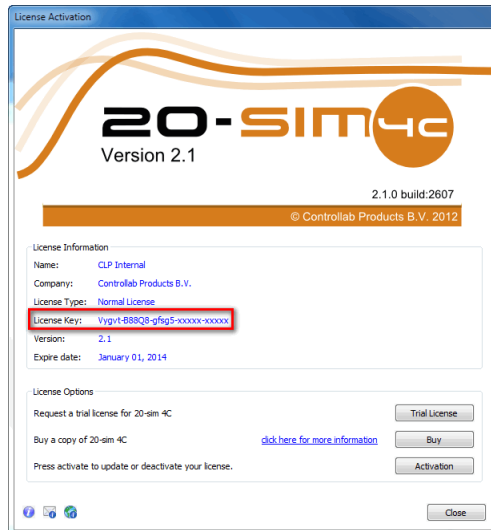 License Activation
20-SIM 4C
Version 2.1
2.1.0 build:2607
© Controllab Products B.V. 2012
License Information
Name: CLP Internal
Company: Controllab Products B.V.
License Type: Normal License
License Key: Vygvt-B88Q8-gfsg5-xxxxx-xxxxx
Version: 2.1
Expire date: January 01, 2014
License Options
Request a trial license for 20-sim 4C Trial License
Buy a copy of 20-sim 4C click here for more information Buy
Press activate to update or deactivate your license. Activation
Close